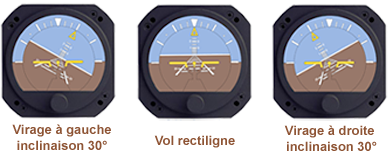 Virage à gauche
inclinaison 30°
Vol rectiligne
Virage à droite
inclinaison 30°